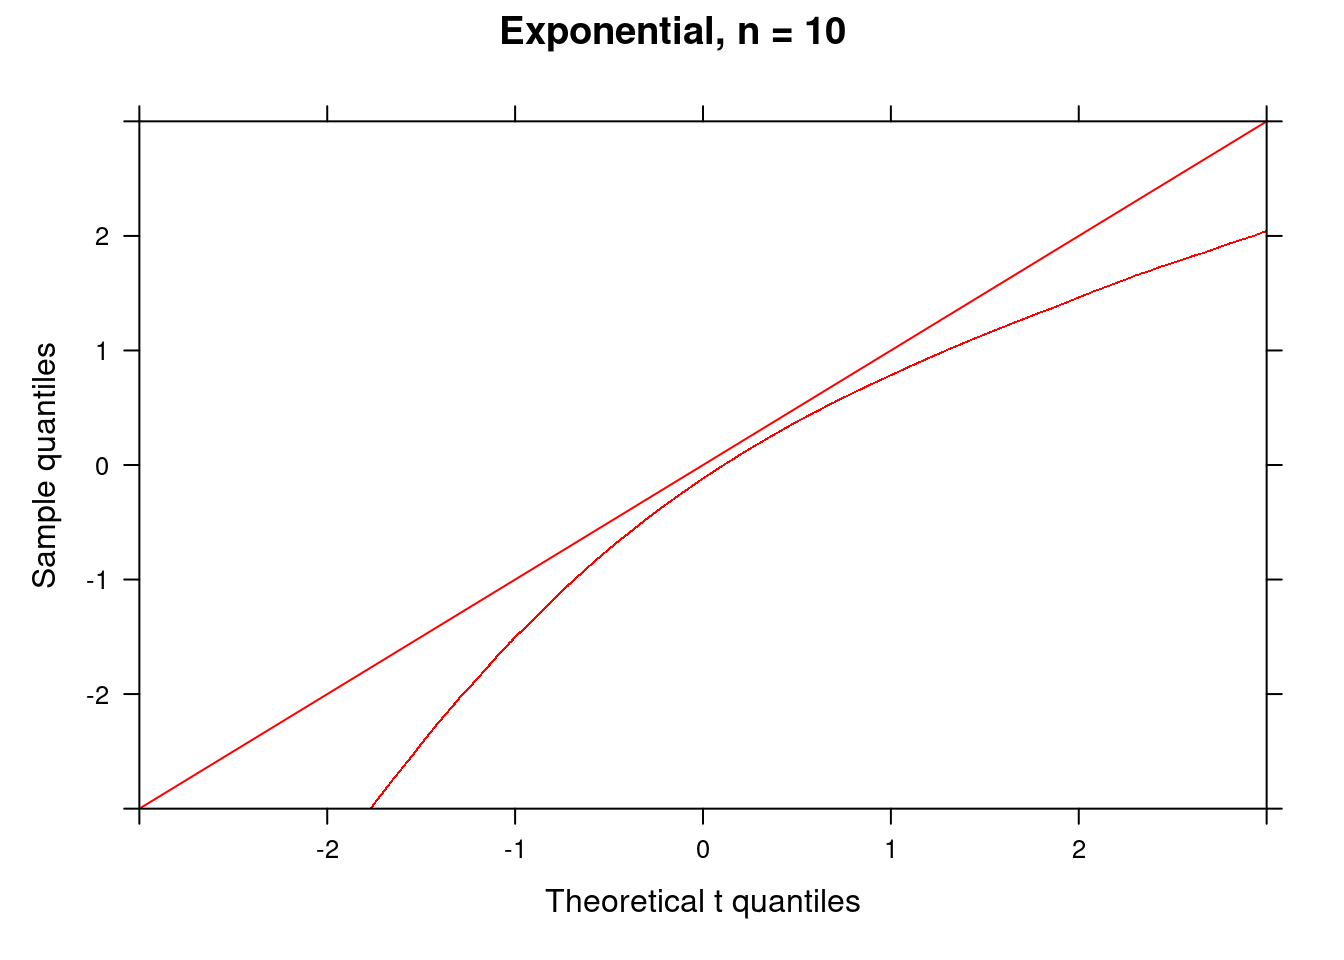 Exponential, n = 10
Sample quantiles
2
1
0
-1
-2
-2 -1 0 1 2
Theoretical t quantiles